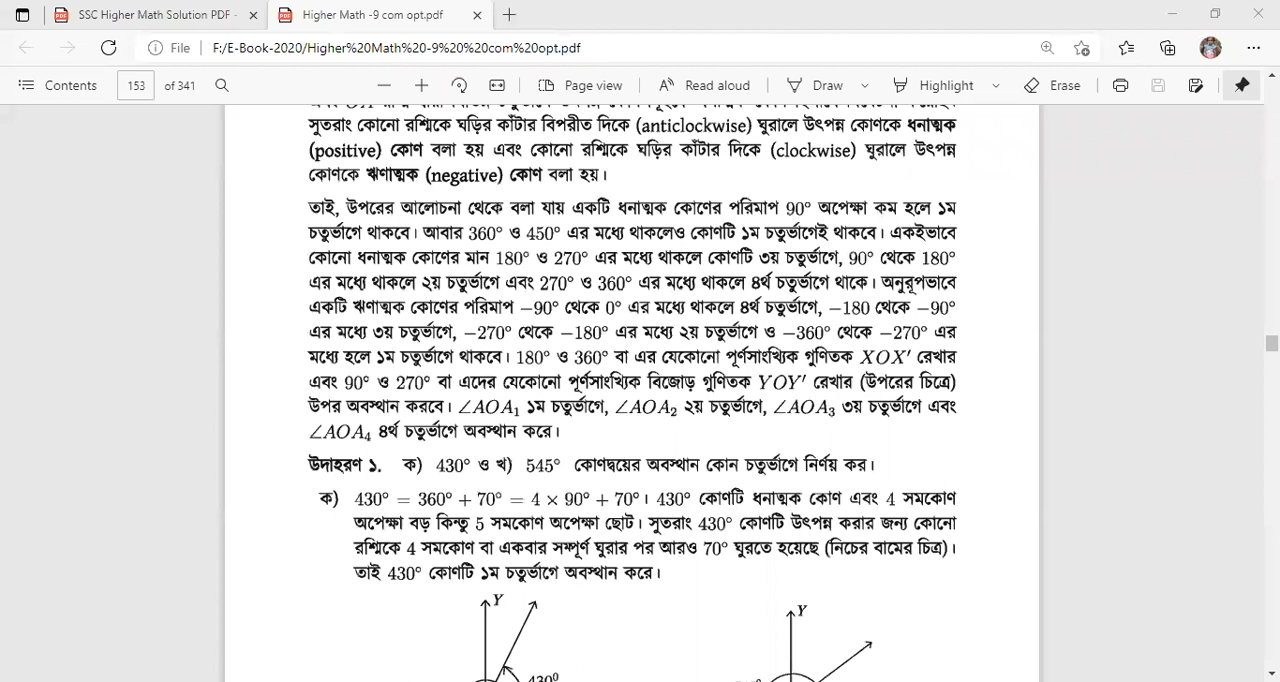 SSC Higher Math Solution PDF -
Higher Math -9 com opt.pdf
File F:/E-Book-2020/Higher%20Math%20-9%20%20com%20opt.pdf
Contents 153 of 341 Page view Read aloud Draw Highlight Erase
সুতরাং কোনো রশ্মিকে ঘড়ির কাঁটার বিপরীত দিকে (anticlockwise) ঘুরালে উৎপন্ন কোণকে ধনাত্মক
(positive) কোণ বলা হয় এবং কোনো রশ্মিকে ঘড়ির কাঁটার দিকে (clockwise) ঘুরালে উৎপন্ন
কোণকে ঋণাত্মক (negative) কোণ বলা হয়।
তাই, উপরের আলোচনা থেকে বলা যায় একটি ধনাত্মক কোণের পরিমাপ 90° অপেক্ষা কম হলে ১ম
চতুর্ভাগে থাকবে। আবার 360° ও 450° এর মধ্যে থাকলেও কোণটি ১ম চতুর্ভাগেই থাকবে। একইভাবে
কোনো ধনাত্মক কোণের মান 180° ও 270° এর মধ্যে থাকলে কোণটি ৩য় চতুর্ভাগে, 90° থেকে 180°
এর মধ্যে থাকলে ২য় চতুর্ভাগে এবং 270° ও 360° এর মধ্যে থাকলে ৪র্থ চতুর্ভাগে থাকে। অনুরূপভাবে
একটি ঋণাত্মক কোণের পরিমাপ −90° থেকে 0° এর মধ্যে থাকলে ৪র্থ চতুর্ভাগে, −180 থেকে −90°
এর মধ্যে ৩য় চতুর্ভাগে, −270° থেকে −180° এর মধ্যে ২য় চতুর্ভাগে ও −360° থেকে −270° এর
মধ্যে হলে ১ম চতুর্ভাগে থাকবে। 180° ও 360° বা এর যেকোনো পূর্ণসাংখ্যিক গুণিতক XOX′ রেখার
এবং 90° ও 270° বা এদের যেকোনো পূর্ণসাংখ্যিক বিজোড় গুণিতক YOY′ রেখার (উপরের চিত্রে)
উপর অবস্থান করবে। ∠AOA₁ ১ম চতুর্ভাগে, ∠AOA₂ ২য় চতুর্ভাগে, ∠AOA₃ ৩য় চতুর্ভাগে এবং
∠AOA₄ ৪র্থ চতুর্ভাগে অবস্থান করে।
উদাহরণ ১. ক) 430° ও খ) 545° কোণদ্বয়ের অবস্থান কোন চতুর্ভাগে নির্ণয় কর।
ক) 430° = 360° + 70° = 4 × 90° + 70°। 430° কোণটি ধনাত্মক কোণ এবং 4 সমকোণ
অপেক্ষা বড় কিন্তু 5 সমকোণ অপেক্ষা ছোট। সুতরাং 430° কোণটি উৎপন্ন করার জন্য কোনো
রশ্মিকে 4 সমকোণ বা একবার সম্পূর্ণ ঘুরার পর আরও 70° ঘুরতে হয়েছে (নিচের বামের চিত্র)।
তাই 430° কোণটি ১ম চতুর্ভাগে অবস্থান করে।
Y Y
430⁰